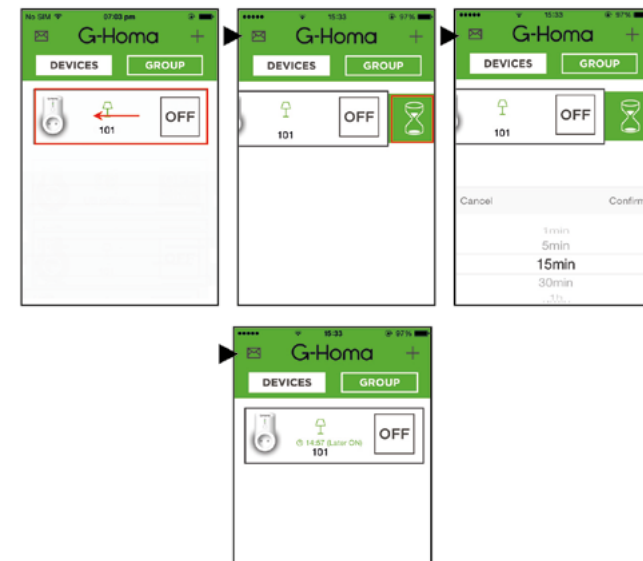 No SIM 07:03 pm
G-Homa +
DEVICES GROUP
OFF
101
15:33 97%
G-Homa +
DEVICES GROUP
OFF
101
15:33 97%
G-Homa +
DEVICES GROUP
OFF
101
Cancel Confirm
1min
5min
15min
30min
1h
15:33 97%
G-Homa +
DEVICES GROUP
14:57 (Later ON)
OFF
101